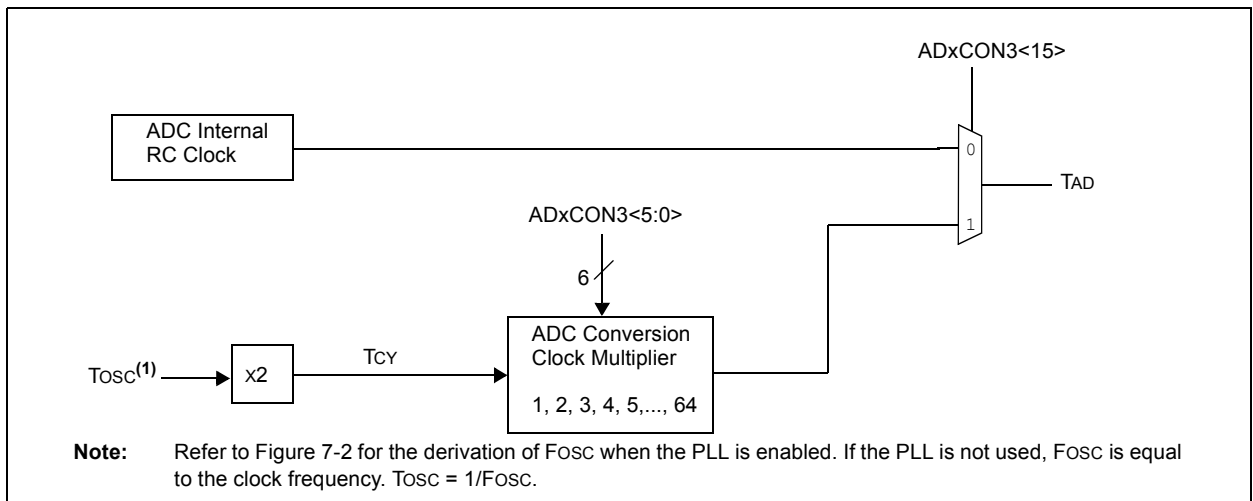 ADxCON3<15>
ADC Internal
RC Clock
0
TAD
ADxCON3<5:0>
1
6
ADC Conversion
Clock Multiplier
1, 2, 3, 4, 5,..., 64
TOSC(1)
X2
TCY
Note: Refer to Figure 7-2 for the derivation of FOSC when the PLL is enabled. If the PLL is not used, FOSC is equal
to the clock frequency. TOSC = 1/FOSC.